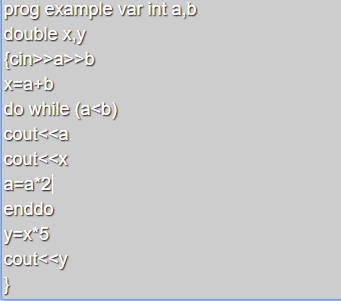 prog example var int a,b
double x,y
{cin>>a>>b
x=a+b
do while (a<b)
cout<<a
cout<<x
a=a*2
enddo
y=x*5
cout<<y
}